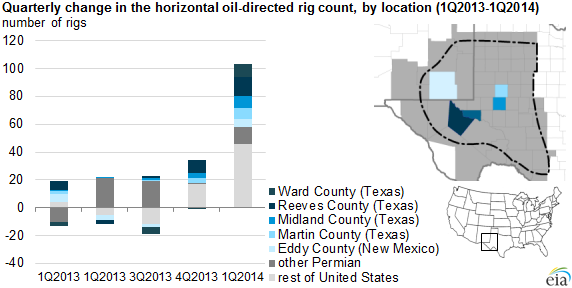 Quarterly change in the horizontal oil-directed rig count, by location (1Q2013-1Q2014)
number of rigs
120
100
80
60
40
20
0
-20
-40
1Q2013
1Q2013
3Q2013
4Q2013
1Q2014
Ward County (Texas)
Reeves County (Texas)
Midland County (Texas)
Martin County (Texas)
Eddy County (New Mexico)
other Permian
rest of United States
eia